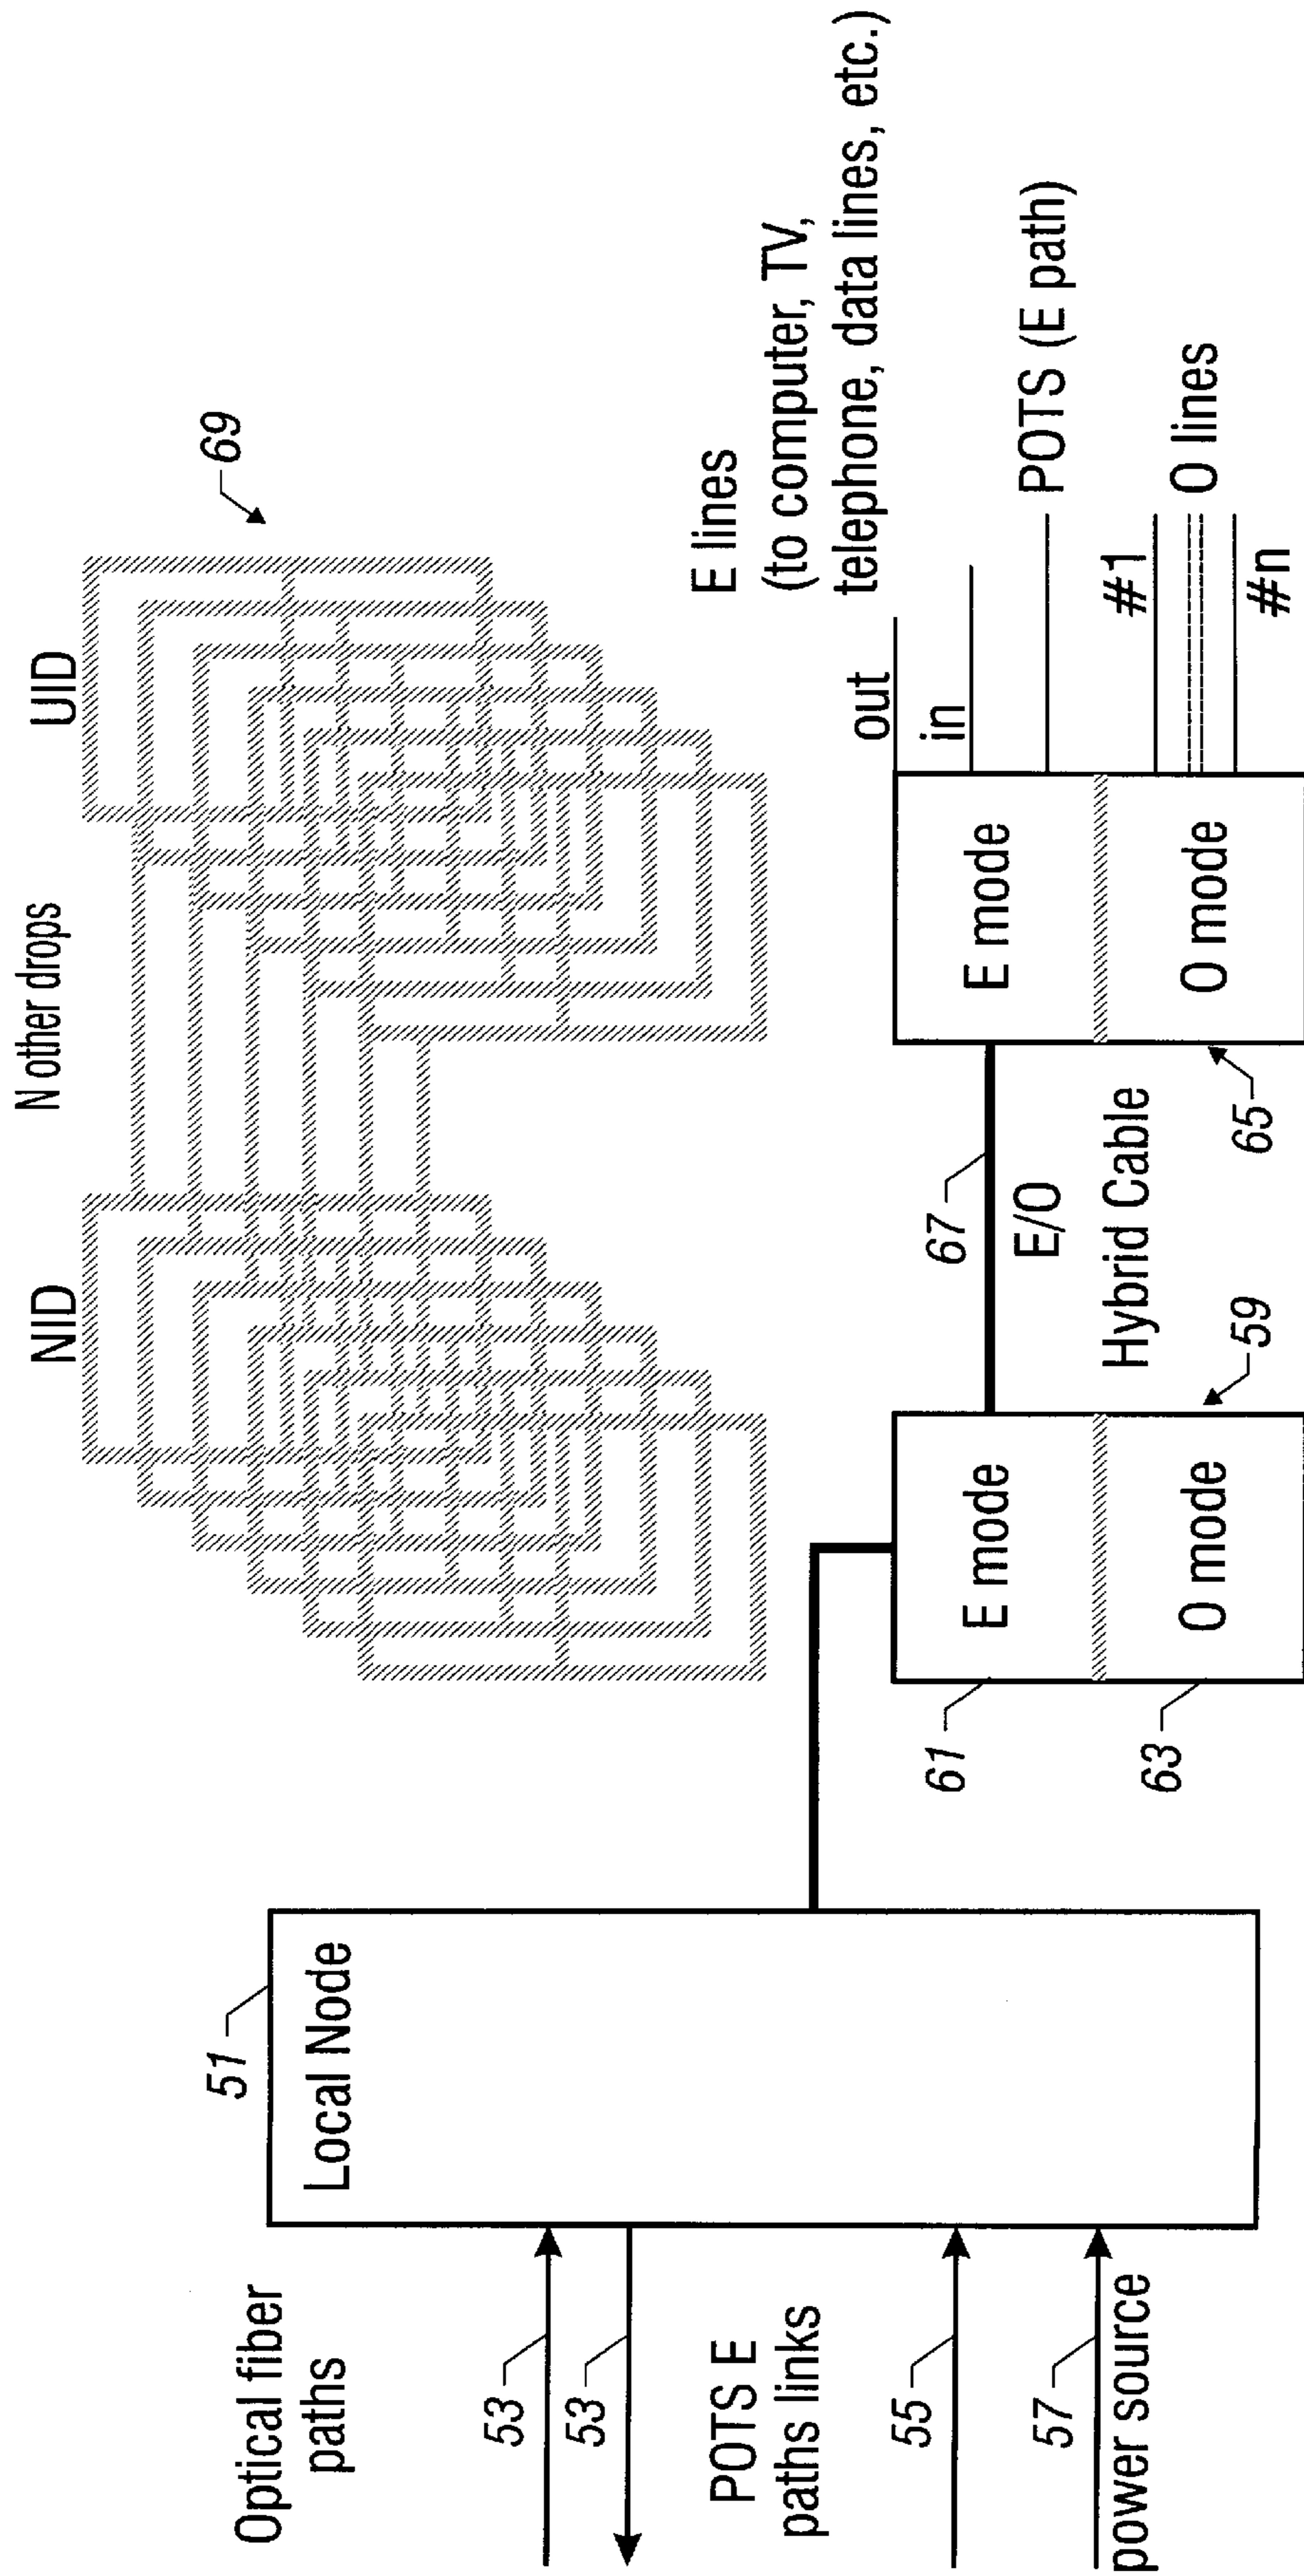 N other drops
NID
UID
69
51
Local Node
Optical fiber
paths
53
53
POTS E
paths links
55
57
power source
61
E mode
63
O mode
59
67
E/O
Hybrid Cable
65
E mode
O mode
E lines
(to computer, TV,
telephone, data lines, etc.)
out
in
POTS (E path)
#1
O lines
#n